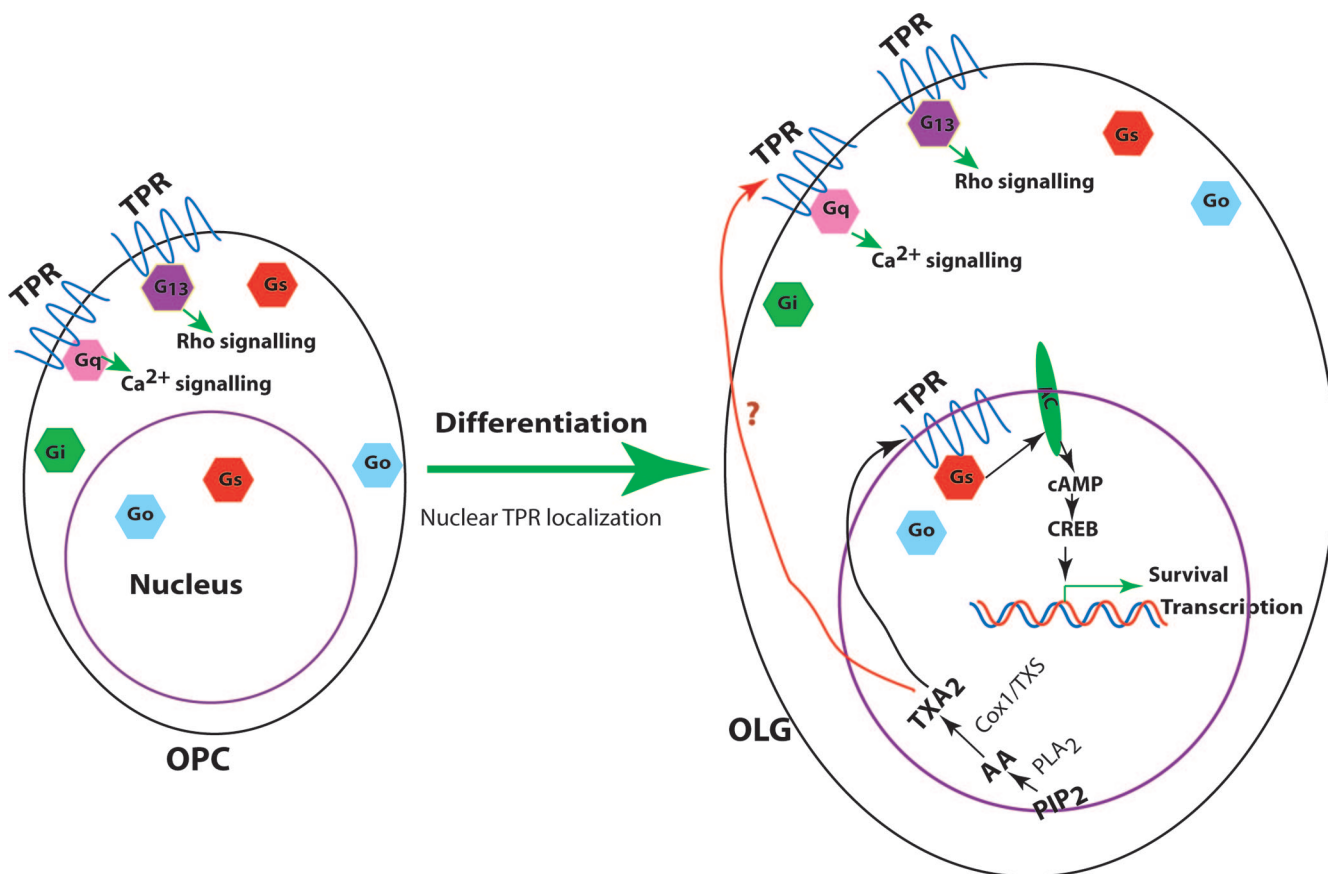 TPR
G13
Gs
Rho signalling
TPR
Gq
Ca2+ signalling
Gi
Go
Gs
Go
Nucleus
OPC
Differentiation
Nuclear TPR localization
TPR
G13
Gs
Rho signalling
Go
TPR
Gq
Ca2+ signalling
Gi
?
TPR
Gs
Go
cAMP
CREB
Survival
Transcription
TXA2
Cox1/TXS
AA
PLA2
PIP2
OLG